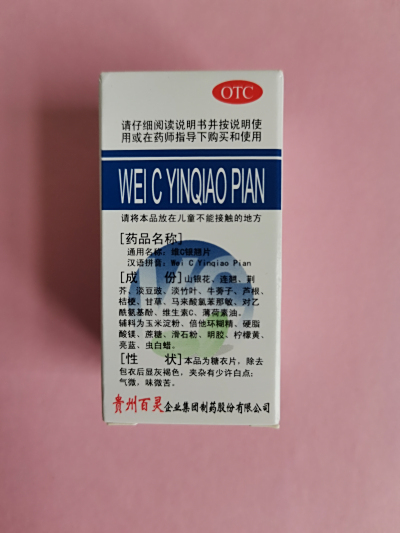 OTC
请仔细阅读说明书并按说明使
用或在药师指导下购买和使用
WEI C YINQIAO PIAN
请将本品放在儿童不能接触的地方
[药品名称]
通用名称：维C银翘片
汉语拼音：Wei C Yinqiao Pian
[成 份]山银花、连翘、荆
芥、淡豆豉、淡竹叶、牛蒡子、芦根、
桔梗、甘草、马来酸氯苯那敏、对乙
酰氨基酚、维生素C、薄荷素油。
辅料为玉米淀粉、倍他环糊精、硬脂
酸镁、蔗糖、滑石粉、明胶、柠檬黄、
亮蓝、虫白蜡。
[性 状]本品为糖衣片，除去
包衣后显灰褐色，夹杂有少许白点；
气微，味微苦。
贵州百灵企业集团制药股份有限公司